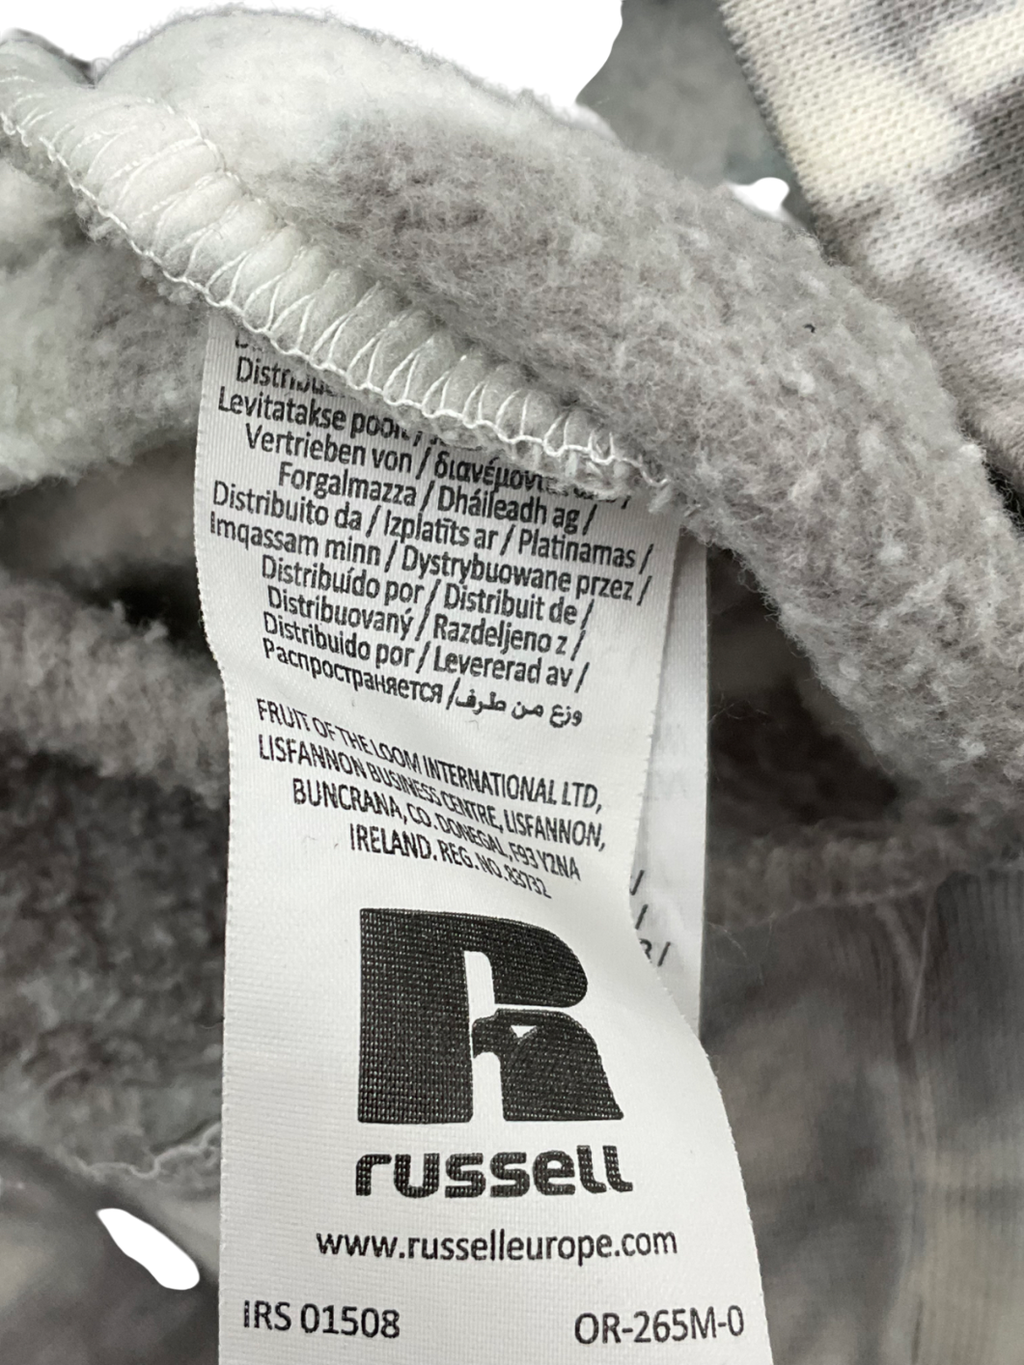 Levitatakse
Vertrieben von /
Forgalmazza / Dháileadh ag /
Distribuito da / Izplatīts ar / Platinamas /
Imqassam minn / Dystrybuowane przez /
Distribuído por / Distribuit de /
Distribuovaný / Razdeljeno z /
Distribuido por / Levererad av /
Распространяется / وزع من طرف
FRUIT OF THE LOOM INTERNATIONAL LTD,
LISFANNON BUSINESS CENTRE, LISFANNON,
BUNCRANA, CO. DONEGAL, F93 Y2NA
IRELAND. REG. NO. 83732
R
russell
www.russelleurope.com
IRS 01508 OR-265M-0